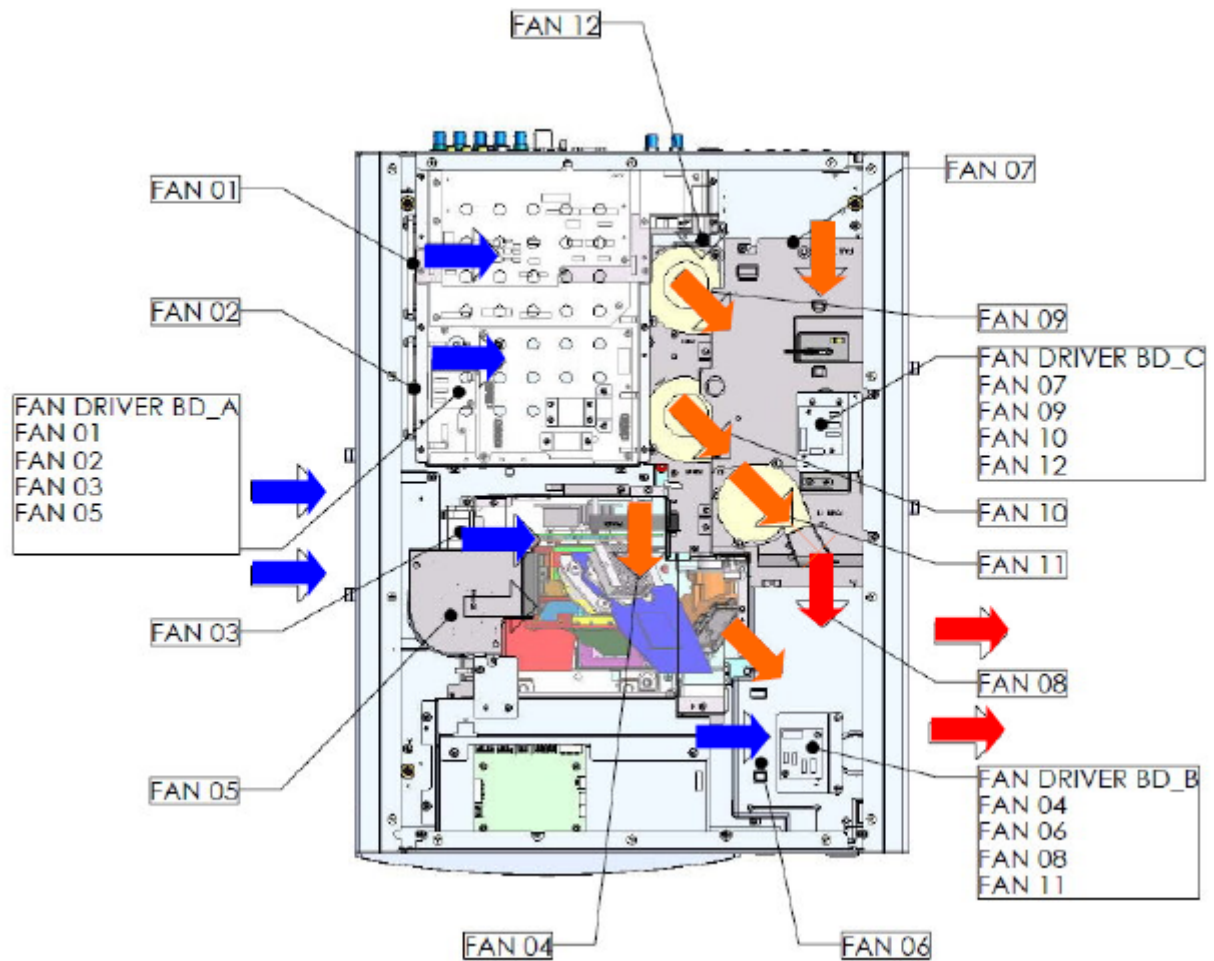 FAN 12
FAN 01
FAN 07
FAN 02
FAN 09
FAN DRIVER BD_A
FAN 01
FAN 02
FAN 03
FAN 05
FAN DRIVER BD_C
FAN 07
FAN 09
FAN 10
FAN 12
FAN 10
FAN 11
FAN 03
FAN 08
FAN 05
FAN DRIVER BD_B
FAN 04
FAN 06
FAN 08
FAN 11
FAN 04
FAN 06